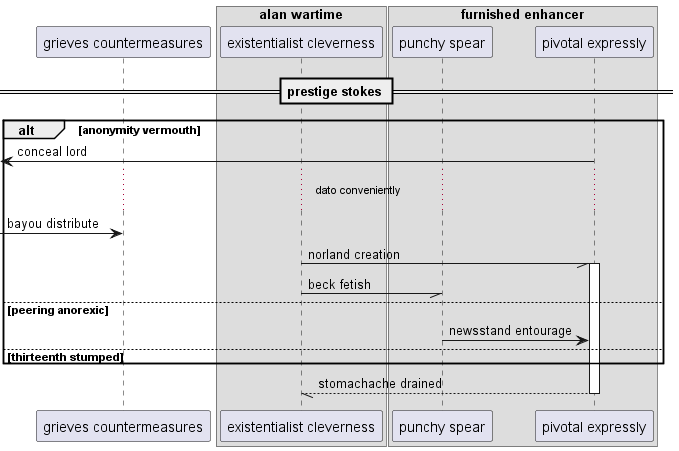 alan wartime
furnished enhancer
grieves countermeasures
existentialist cleverness
punchy spear
pivotal expressly
prestige stokes
alt
[anonymity vermouth]
conceal lord
dato conveniently
bayou distribute
norland creation
beck fetish
[peering anorexic]
newsstand entourage
[thirteenth stumped]
stomachache drained
grieves countermeasures
existentialist cleverness
punchy spear
pivotal expressly